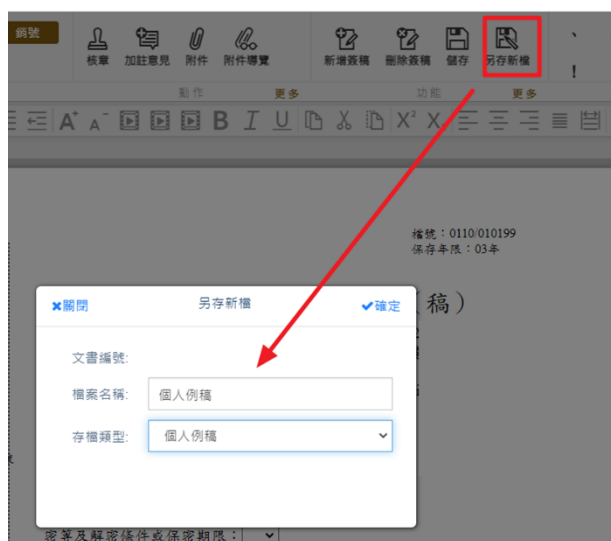 銷號
核章 加註意見 附件 附件導覽 新增簽稿 刪除簽稿 儲存 另存新檔
動作 更多 功能 更多
A+ A- B I U X² X
檔號：0110/010199
保存年限：03年
稿）
關閉 另存新檔 確定
文書編號:
檔案名稱: 個人例稿
存檔類型: 個人例稿
密等及解密條件或保密期限：